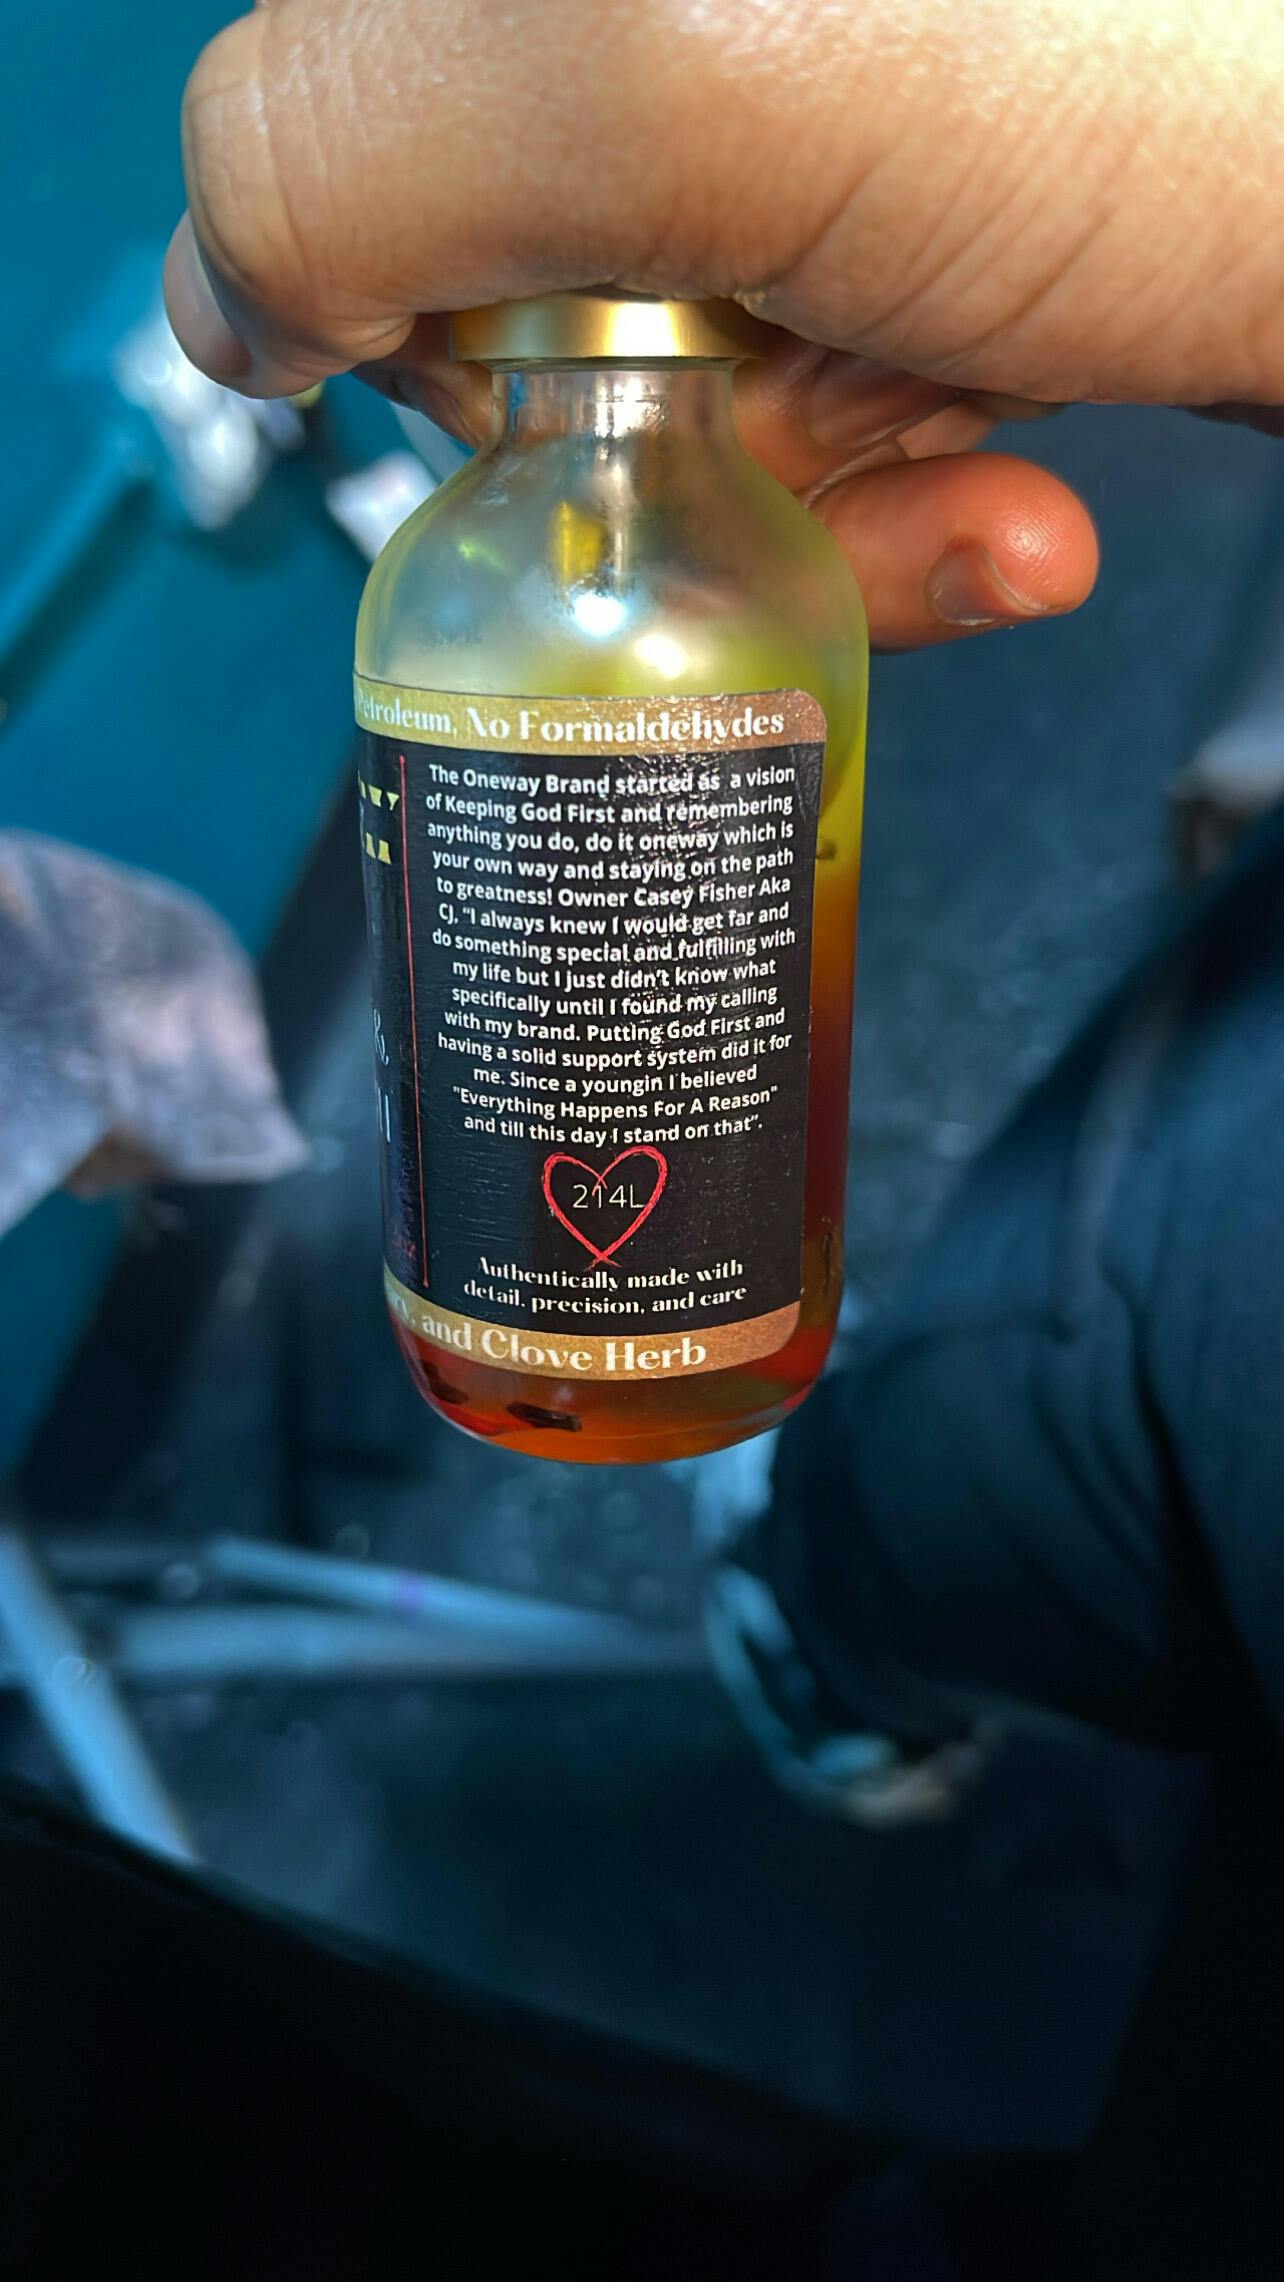 Petroleum, No Formaldehydes
The Oneway Brand started as a vision
of Keeping God First and remembering
anything you do, do it oneway which is
your own way and staying on the path
to greatness! Owner Casey Fisher Aka
CJ, "I always knew I would get far and
do something special and fulfilling with
my life but I just didn't know what
specifically until I found my calling
with my brand. Putting God First and
having a solid support system did it for
me. Since a youngin I believed
"Everything Happens For A Reason"
and till this day I stand on that".
214L
Authentically made with
detail. precision, and care
and Clove Herb